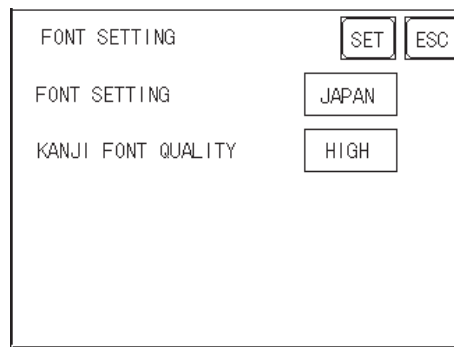 FONT SETTING SET ESC
FONT SETTING JAPAN
KANJI FONT QUALITY HIGH